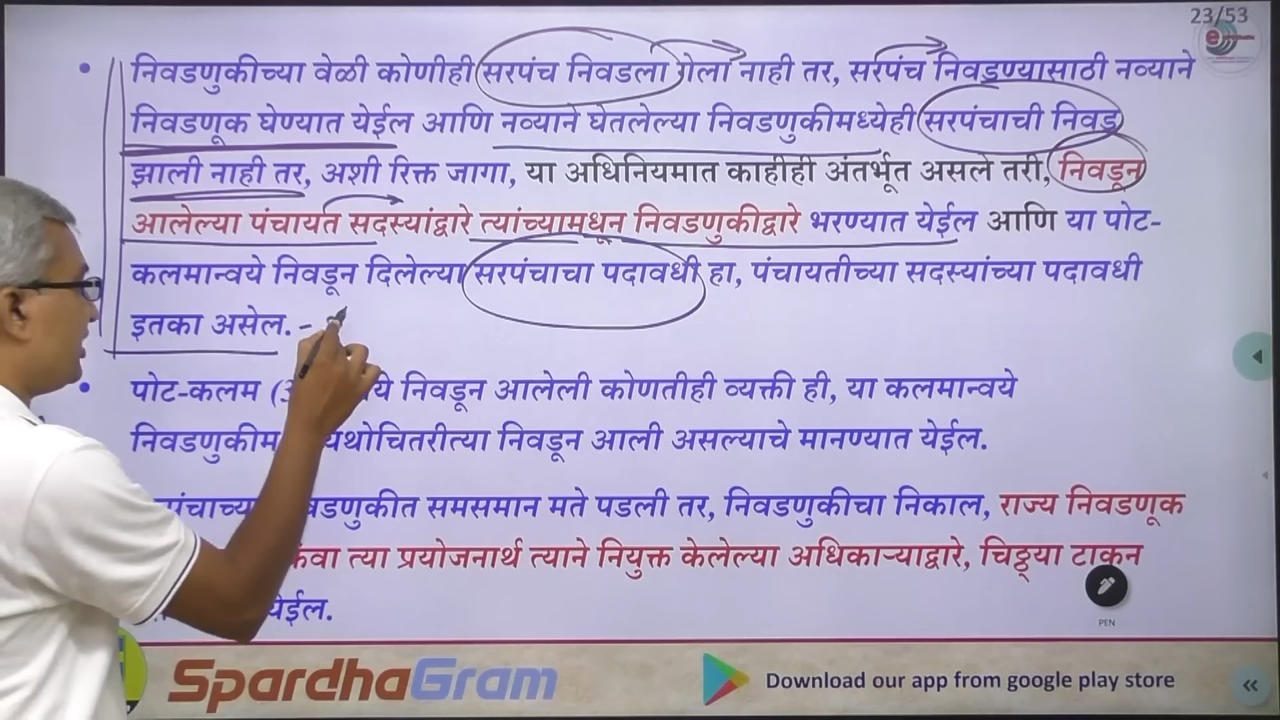 23/53
• निवडणुकीच्या वेळी कोणीही सरपंच निवडला गेला नाही तर, सरपंच निवडण्यासाठी नव्याने
निवडणूक घेण्यात येईल आणि नव्याने घेतलेल्या निवडणुकीमध्येही सरपंचाची निवड
झाली नाही तर, अशी रिक्त जागा, या अधिनियमात काहीही अंतर्भूत असले तरी, निवडून
आलेल्या पंचायत सदस्यांद्वारे त्यांच्यामधून निवडणुकीद्वारे भरण्यात येईल आणि या पोट-
कलमान्वये निवडून दिलेल्या सरपंचाचा पदावधी हा, पंचायतीच्या सदस्यांच्या पदावधी
इतका असेल.
• पोट-कलम निवडून आलेली कोणतीही व्यक्ती ही, या कलमान्वये
यथोचितरीत्या निवडून आली असल्याचे मानण्यात येईल.
समसमान मते पडली तर, निवडणुकीचा निकाल, राज्य निवडणूक
त्या प्रयोजनार्थ त्याने नियुक्त केलेल्या अधिकाऱ्याद्वारे, चिठ्ठ्या टाकून
येईल.
PEN
SpardhaGram
Download our app from google play store